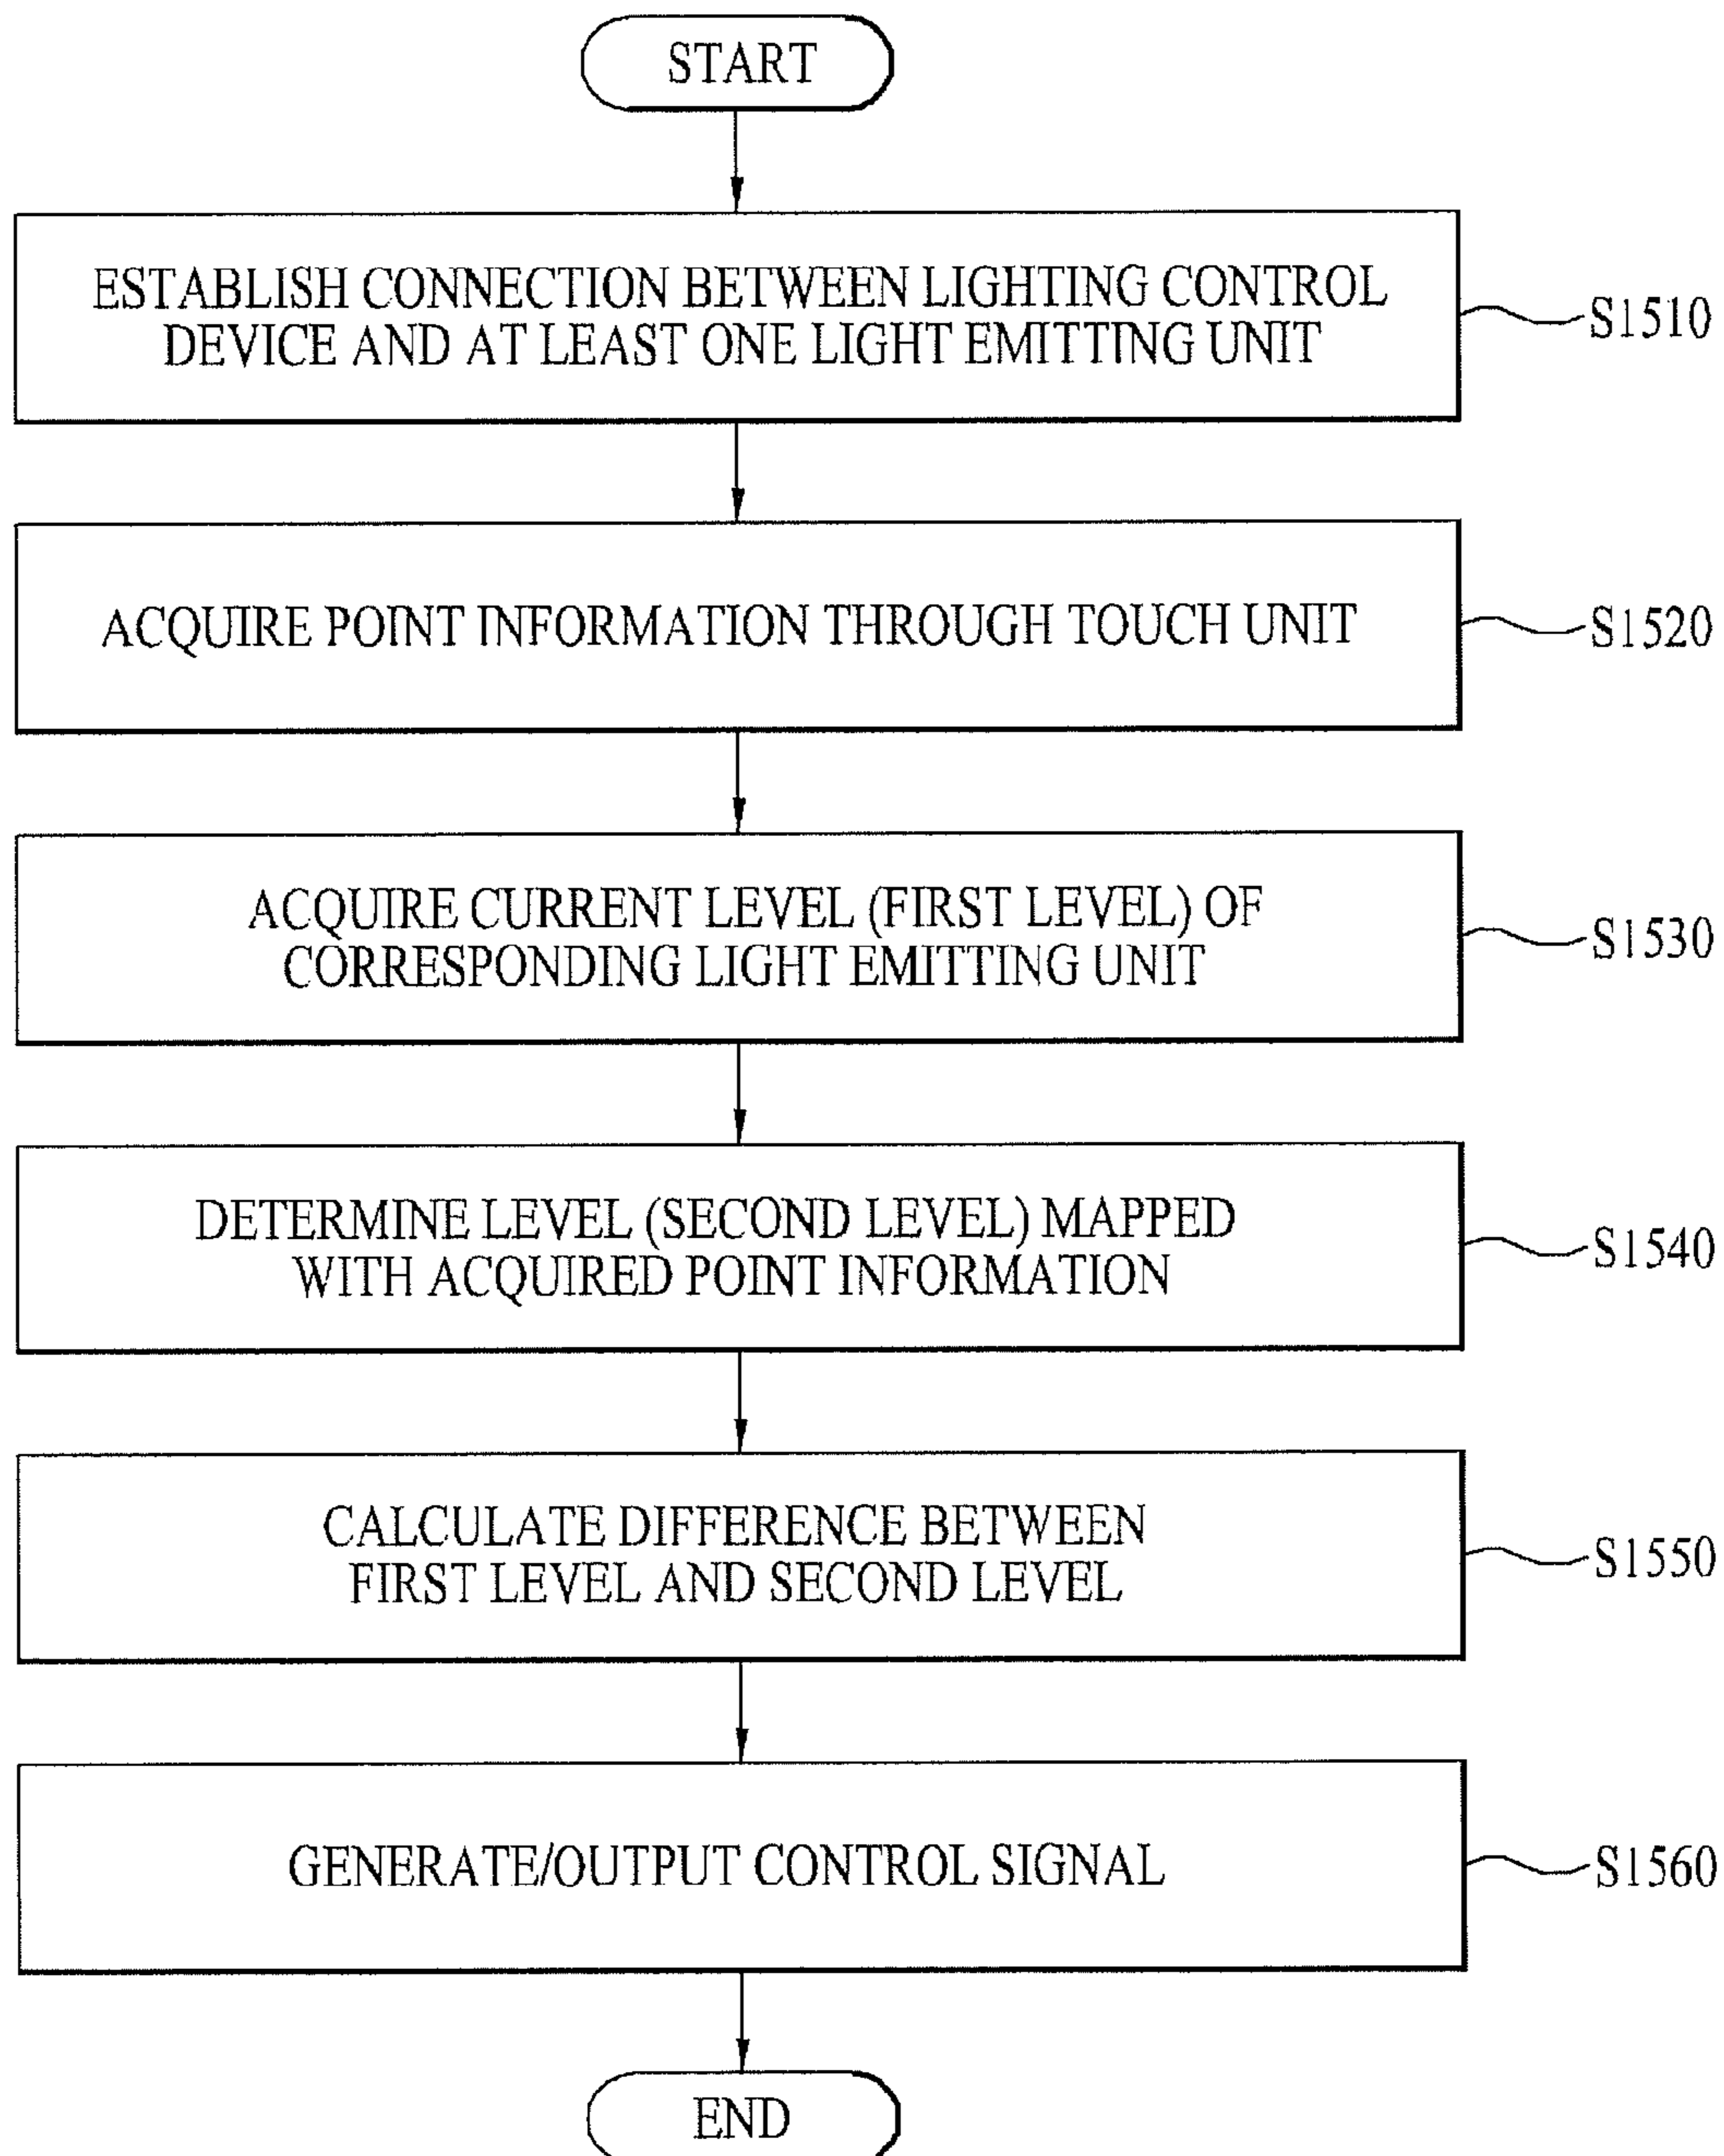 START
ESTABLISH CONNECTION BETWEEN LIGHTING CONTROL
DEVICE AND AT LEAST ONE LIGHT EMITTING UNIT
S1510
ACQUIRE POINT INFORMATION THROUGH TOUCH UNIT
S1520
ACQUIRE CURRENT LEVEL (FIRST LEVEL) OF
CORRESPONDING LIGHT EMITTING UNIT
S1530
DETERMINE LEVEL (SECOND LEVEL) MAPPED
WITH ACQUIRED POINT INFORMATION
S1540
CALCULATE DIFFERENCE BETWEEN
FIRST LEVEL AND SECOND LEVEL
S1550
GENERATE/OUTPUT CONTROL SIGNAL
S1560
END